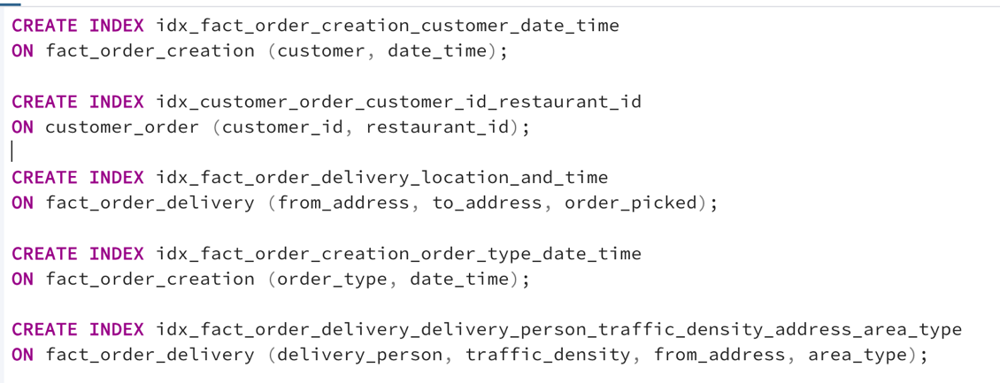 CREATE INDEX idx_fact_order_creation_customer_date_time
ON fact_order_creation (customer, date_time);
CREATE INDEX idx_customer_order_customer_id_restaurant_id
ON customer_order (customer_id, restaurant_id);
CREATE INDEX idx_fact_order_delivery_location_and_time
ON fact_order_delivery (from_address, to_address, order_picked);
CREATE INDEX idx_fact_order_creation_order_type_date_time
ON fact_order_creation (order_type, date_time);
CREATE INDEX idx_fact_order_delivery_delivery_person_traffic_density_address_area_type
ON fact_order_delivery (delivery_person, traffic_density, from_address, area_type);